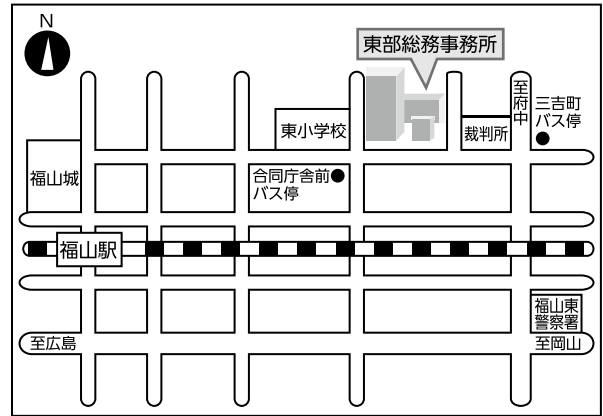 N
東部総務事務所
至府中
三吉町
バス停
東小学校
裁判所
福山城
合同庁舎前
バス停
福山駅
福山東
警察署
至広島
至岡山